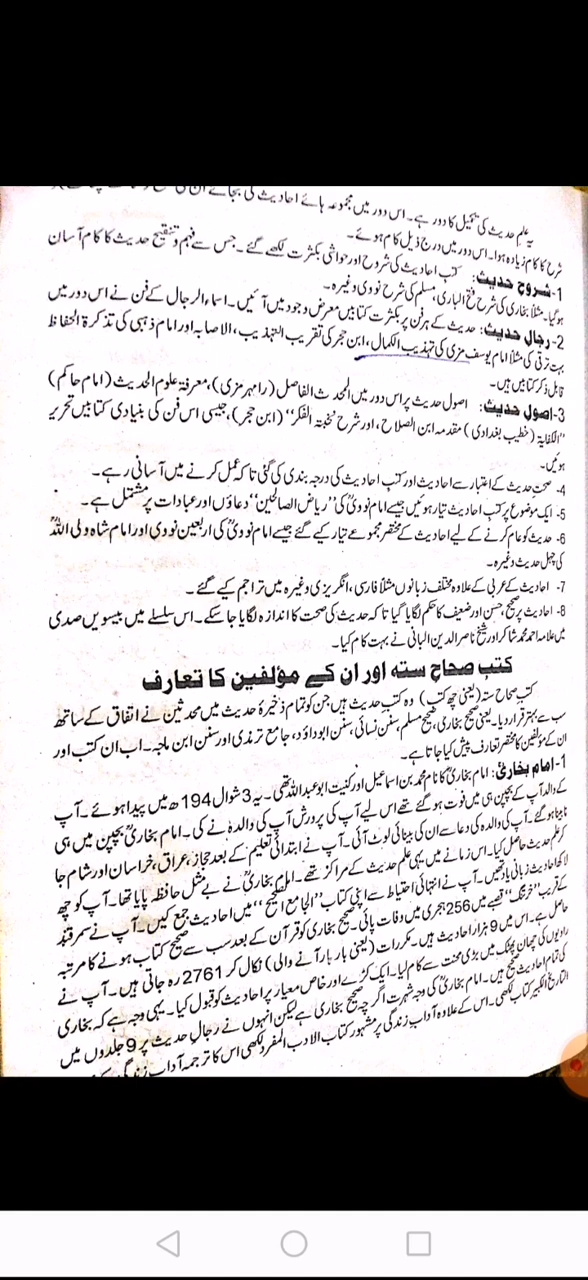 یہ علم حدیث کی تکمیل کا دور ہے۔ اس دور میں مجموعہ ہائے احادیث کی بجائے ان کی
شرح کا کام زیادہ ہوا۔ اس دور میں درج ذیل کام ہوئے۔
1-شروح حدیث: کتب احادیث کی شروح اور حواشی بکثرت لکھے گئے۔ جس سے فہم و تنقیح حدیث کا کام آسان
ہو گیا۔ مثلاً بخاری کی شرح فتح الباری، مسلم کی شرح نووی وغیرہ۔
2-رجال حدیث: حدیث کے ہر فن پر بکثرت کتابیں معرض وجود میں آئیں۔ اسماء الرجال کے فن نے اس دور میں
بہت ترقی کی مثلاً امام یوسف مزی کی تہذیب الکمال، ابن حجر کی تقریب التہذیب، الاصابہ اور امام ذہبی کی تذکرۃ الحفاظ
قابل ذکر کتابیں ہیں۔
3-اصول حدیث: اصول حدیث پر اس دور میں المحدث الفاصل (رامہرمزی)، معرفۃ علوم الحدیث (امام حاکم)
"الکفایۃ (خطیب بغدادی) مقدمہ ابن الصلاح، اور شرح نخبتہ الفکر" (ابن حجر)، جیسی اس فن کی بنیادی کتابیں تحریر
ہوئیں۔
4- صحت حدیث کے اعتبار سے احادیث اور کتب احادیث کی درجہ بندی کی گئی تاکہ عمل کرنے میں آسانی رہے۔
5- ایک موضوع پر کتب احادیث تیار ہوئیں جیسے امام نوویؒ کی "ریاض الصالحین" دعاؤں اور عبادات پر مشتمل ہے۔
6- حدیث کو عام کرنے کے لیے احادیث کے مختصر مجموعے تیار کیے گئے جیسے امام نوویؒ کی اربعین نووی اور امام شاہ ولی اللہؒ
کی چہل حدیث وغیرہ۔
7- احادیث کے عربی کے علاوہ مختلف زبانوں مثلاً فارسی، انگریزی وغیرہ میں تراجم کیے گئے۔
8- احادیث پر صحیح، حسن اور ضعیف کا حکم لگایا گیا تاکہ حدیث کی صحت کا اندازہ لگایا جا سکے۔ اس سلسلے میں بیسویں صدی
میں علامہ احمد محمد شاکر اور شیخ ناصر الدین البانی نے بہت کام کیا۔
کتب صحاح ستہ اور ان کے مؤلفین کا تعارف
کتب صحاح ستہ (یعنی چھ کتب) وہ کتب حدیث ہیں، جن کو تمام ذخیرۂ حدیث میں محدثین نے اتفاق کے ساتھ
سب سے بہتر قرار دیا۔ یعنی صحیح بخاری، صحیح مسلم، سنن نسائی، سنن ابو داؤد، جامع ترمذی اور سنن ابن ماجہ۔ اب ان کتب اور
ان کے مؤلفین کا مختصر تعارف پیش کیا جاتا ہے۔
1-امام بخاریؒ: امام بخاریؒ کا نام محمد بن اسماعیل اور کنیت ابو عبداللہ تھی۔ یہ 3 شوال 194ھ میں پیدا ہوئے۔ آپ
کے والد آپ کے بچپن ہی میں فوت ہو گئے تھے اس لیے آپ کی پرورش آپ کی والدہ نے کی۔ امام بخاریؒ بچپن میں ہی
نابینا ہو گئے۔ آپ کی والدہ کی دعا سے ان کی بینائی لوٹ آئی۔ آپ نے ابتدائی تعلیم کے بعد حجاز، عراق، خراسان اور شام جا
کر علم حدیث حاصل کیا۔ اس زمانے میں یہی علم حدیث کے مراکز تھے۔ امام بخاریؒ نے بے مثل حافظہ پایا تھا۔ آپ کو چھ
لاکھ احادیث زبانی یاد تھیں۔ آپ نے انتہائی احتیاط سے اپنی کتاب "الجامع الصحیح" میں احادیث جمع کیں۔ آپ نے سمرقند
کے قریب "خرتنگ" قصبے میں 256 ہجری میں وفات پائی۔ صحیح بخاری کو قرآن کے بعد سب سے صحیح کتاب ہونے کا مرتبہ
حاصل ہے۔ اس میں 9 ہزار احادیث ہیں۔ مکررات (یعنی بار بار آنے والی) نکال کر 2761 رہ جاتی ہیں۔ آپ نے
راویوں کی چھان پھٹک میں بڑی محنت سے کام لیا۔ ایک کڑے اور خاص معیار پر احادیث کو قبول کیا۔ یہی وجہ ہے کہ بخاری
کی تمام احادیث صحیح ہیں۔ امام بخاریؒ کی وجہ شہرت اگرچہ صحیح بخاری ہے لیکن انہوں نے رجال حدیث پر 9 جلدوں میں
التاریخ الکبیر کتاب لکھی۔ اس کے علاوہ آداب زندگی پر مشہور کتاب الادب المفرد لکھی اس کا ترجمہ آداب زندگی